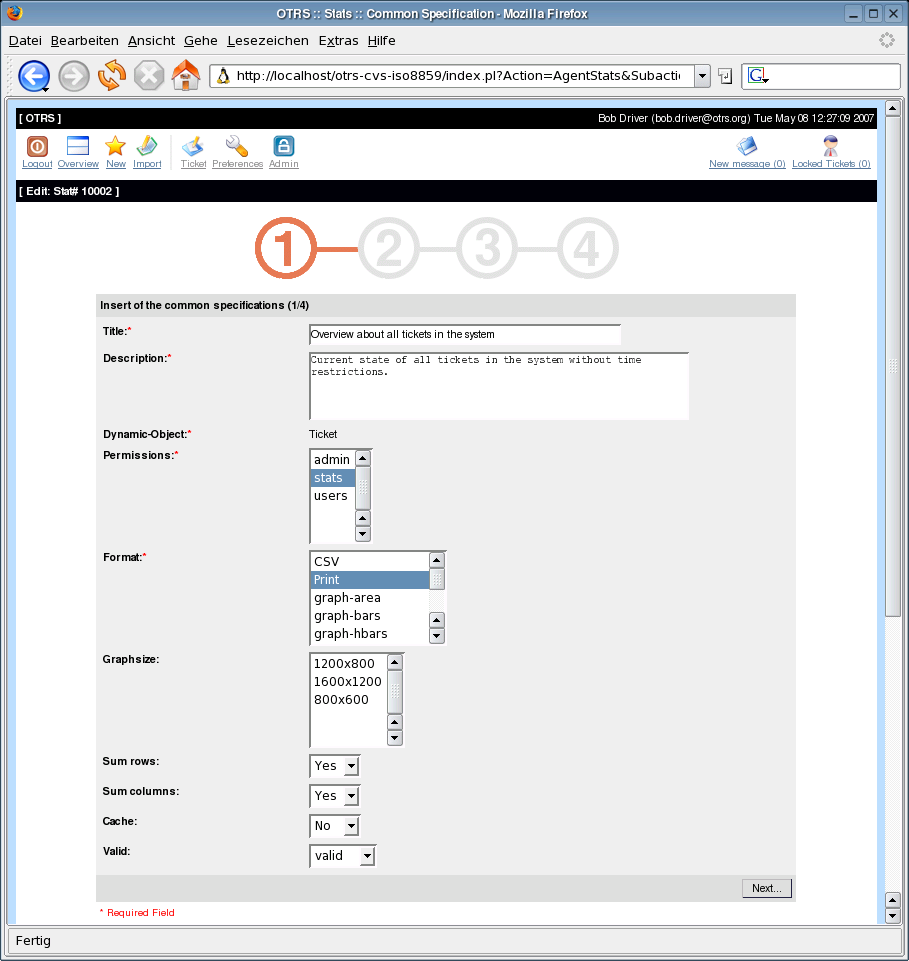 OTRS :: Stats :: Common Specification - Mozilla Firefox
Datei Bearbeiten Ansicht Gehe Lesezeichen Extras Hilfe
http://localhost/otrs-cvs-iso8859/index.pl?Action=AgentStats&Subactic
G
[ OTRS ] Bob Driver (bob.driver@otrs.org) Tue May 08 12:27:09 2007
Logout Overview New Import Ticket Preferences Admin New message (0) Locked Tickets (0)
[ Edit: Stat# 10002 ]
1 2 3 4
Insert of the common specifications (1/4)
Title:* Overview about all tickets in the system
Description:* Current state of all tickets in the system without time
restrictions.
Dynamic-Object:* Ticket
Permissions:* admin
stats
users
Format:* CSV
Print
graph-area
graph-bars
graph-hbars
Graphsize: 1200x800
1600x1200
800x600
Sum rows: Yes
Sum columns: Yes
Cache: No
Valid: valid
Next...
* Required Field
Fertig